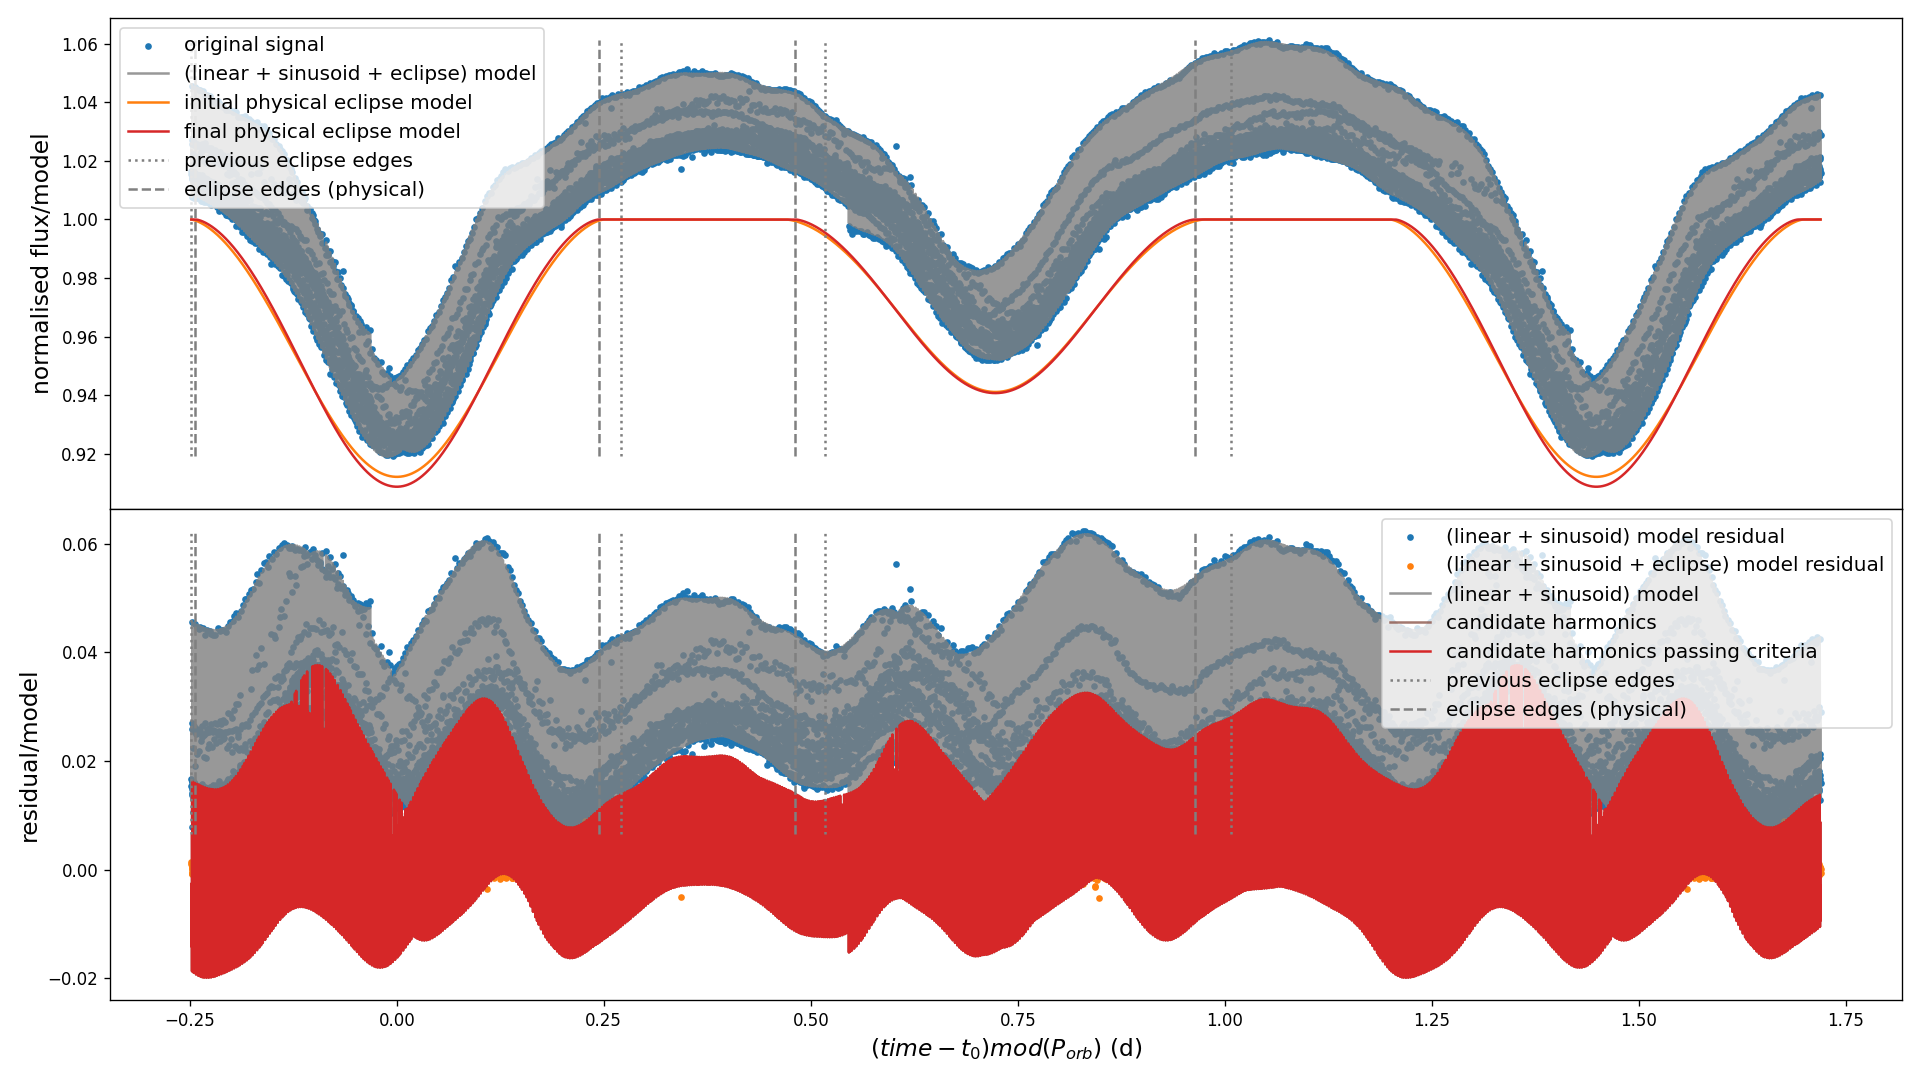 normalised flux/model
1.06
1.04
1.02
1.00
0.98
0.96
0.94
0.92
original signal
(linear + sinusoid + eclipse) model
initial physical eclipse model
final physical eclipse model
previous eclipse edges
eclipse edges (physical)
residual/model
0.06
0.04
0.02
0.00
−0.02
(linear + sinusoid) model residual
(linear + sinusoid + eclipse) model residual
(linear + sinusoid) model
candidate harmonics
candidate harmonics passing criteria
previous eclipse edges
eclipse edges (physical)
−0.25 0.00 0.25 0.50 0.75 1.00 1.25 1.50 1.75
(time − t₀)mod(P_orb) (d)